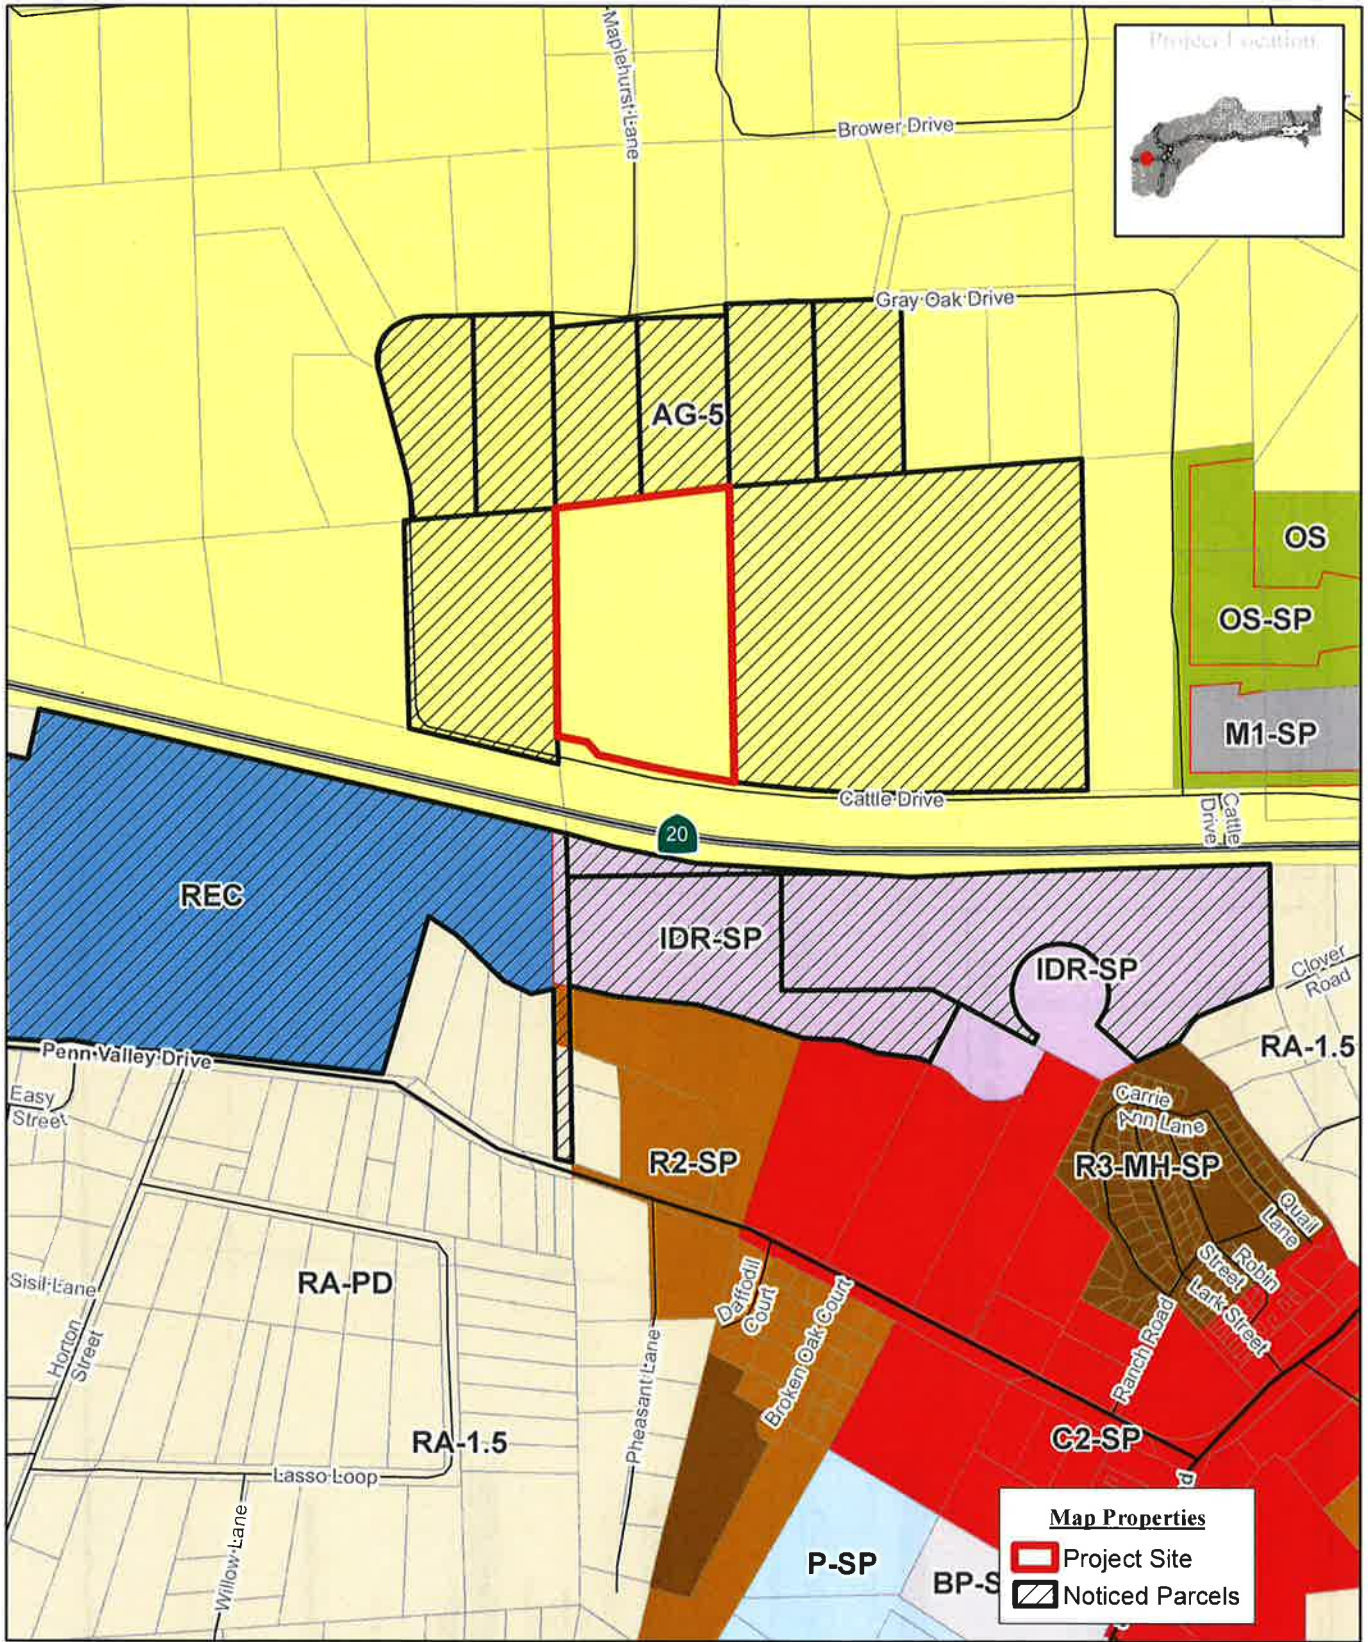 Project Location
Maplehurst Lane
Brower Drive
Gray Oak Drive
AG-5
OS
OS-SP
M1-SP
Cattle Drive
Cattle
Drive
20
REC
IDR-SP
IDR-SP
Clover
Road
RA-1.5
Penn Valley Drive
Easy
Street
Carrie
Ann Lane
R2-SP
R3-MH-SP
Quail
Lane
Robin
Street
Lark Street
Sisil Lane
RA-PD
Daffodil
Court
Broken Oak Court
Horton
Street
Ranch Road
Pheasant Lane
RA-1.5
C2-SP
Lasso Loop
Willow Lane
P-SP
BP-S
d
Map Properties
Project Site
Noticed Parcels